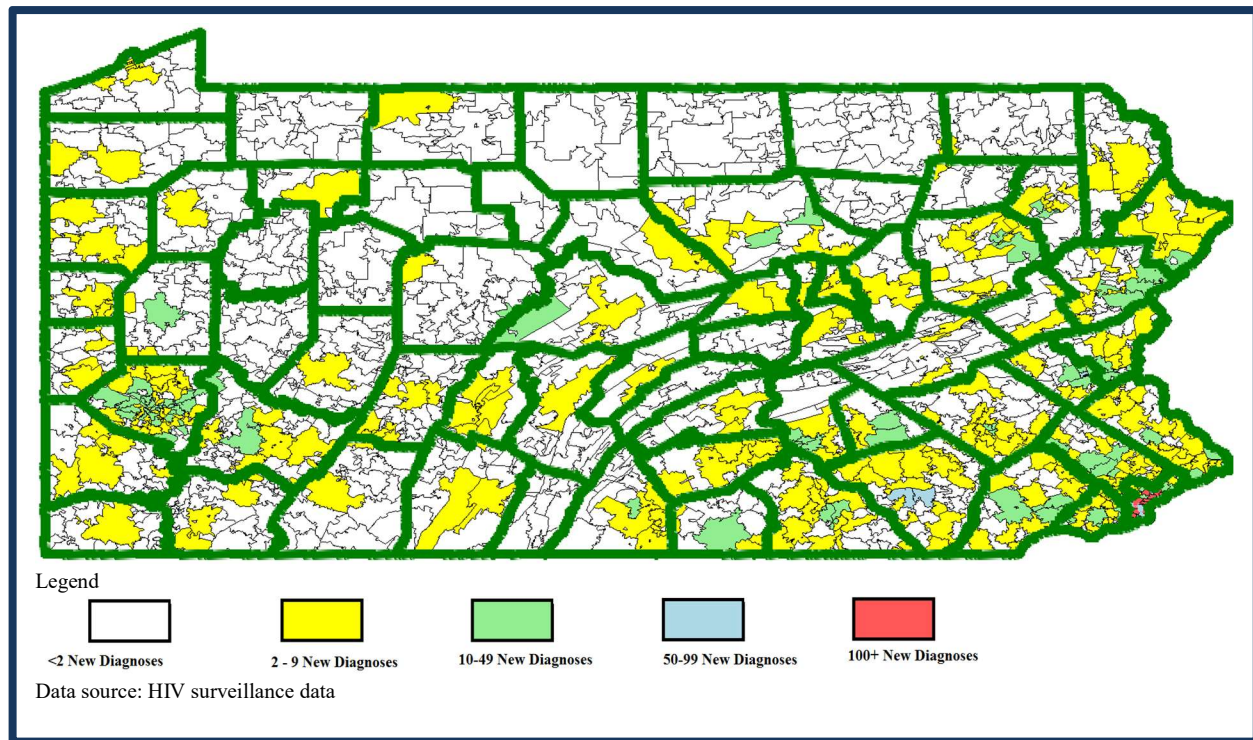 Legend
<2 New Diagnoses
2 - 9 New Diagnoses
10-49 New Diagnoses
50-99 New Diagnoses
100+ New Diagnoses
Data source: HIV surveillance data